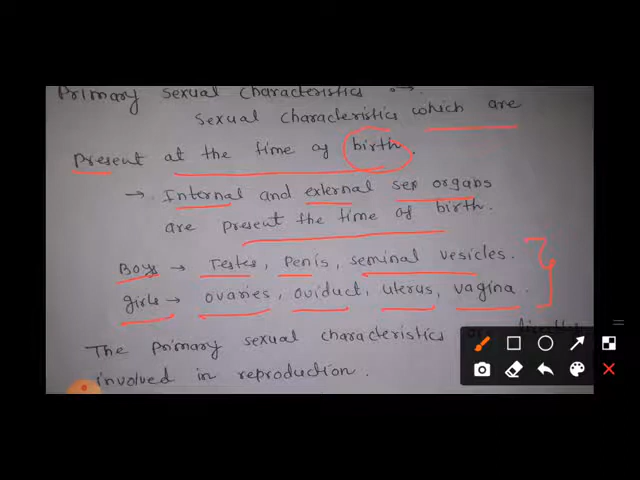 Primary sexual characteristics :→
sexual characteristics which are
Present at the time of birth.
→ Internal and external sex organs
are present the time of birth.
Boys → Testes, Penis, seminal vesicles.
girls → ovaries, oviduct, uterus, vagina.
The primary sexual characteristics directly
involved in reproduction.